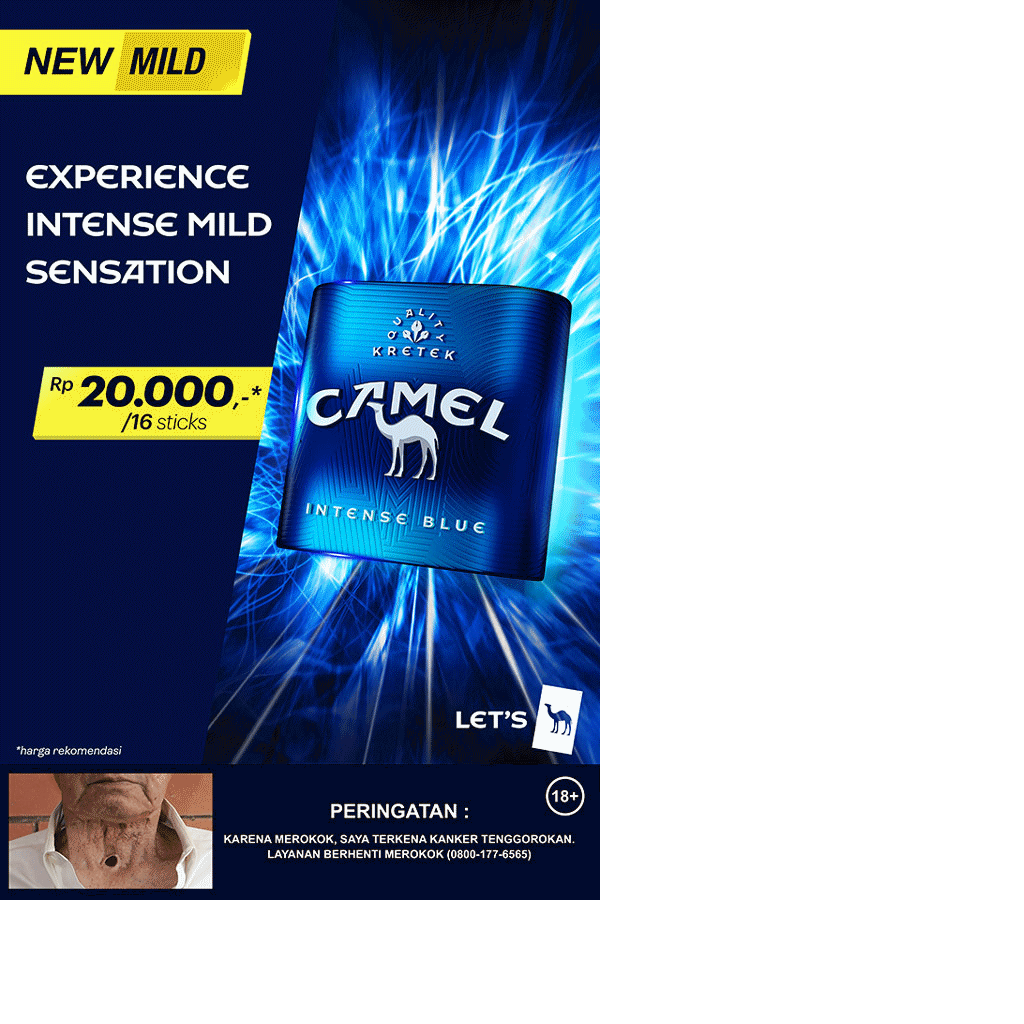 NEW MILD
EXPERIENCE
INTENSE MILD
SENSATION
Rp 20.000,-*
/16 sticks
QUALITY
KRETEK
CAMEL
INTENSE BLUE
LET'S
*harga rekomendasi
18+
PERINGATAN :
KARENA MEROKOK, SAYA TERKENA KANKER TENGGOROKAN.
LAYANAN BERHENTI MEROKOK (0800-177-6565)